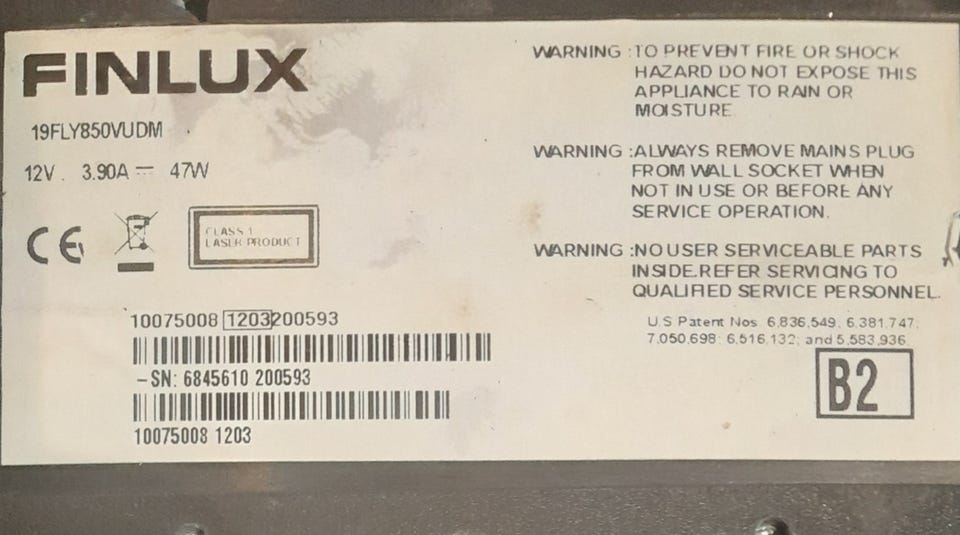 FINLUX
19FLY850VUDM
12V . 3.90A ⎓ 47W
CE
CLASS 1
LASER PRODUCT
10075008 1203200593
-SN: 6845610 200593
10075008 1203
WARNING :TO PREVENT FIRE OR SHOCK
HAZARD DO NOT EXPOSE THIS
APPLIANCE TO RAIN OR
MOISTURE.
WARNING :ALWAYS REMOVE MAINS PLUG
FROM WALL SOCKET WHEN
NOT IN USE OR BEFORE ANY
SERVICE OPERATION.
WARNING :NO USER SERVICEABLE PARTS
INSIDE.REFER SERVICING TO
QUALIFIED SERVICE PERSONNEL.
U.S Patent Nos. 6,836,549; 6,381,747;
7,050,698; 6,516,132; and 5,583,936
B2